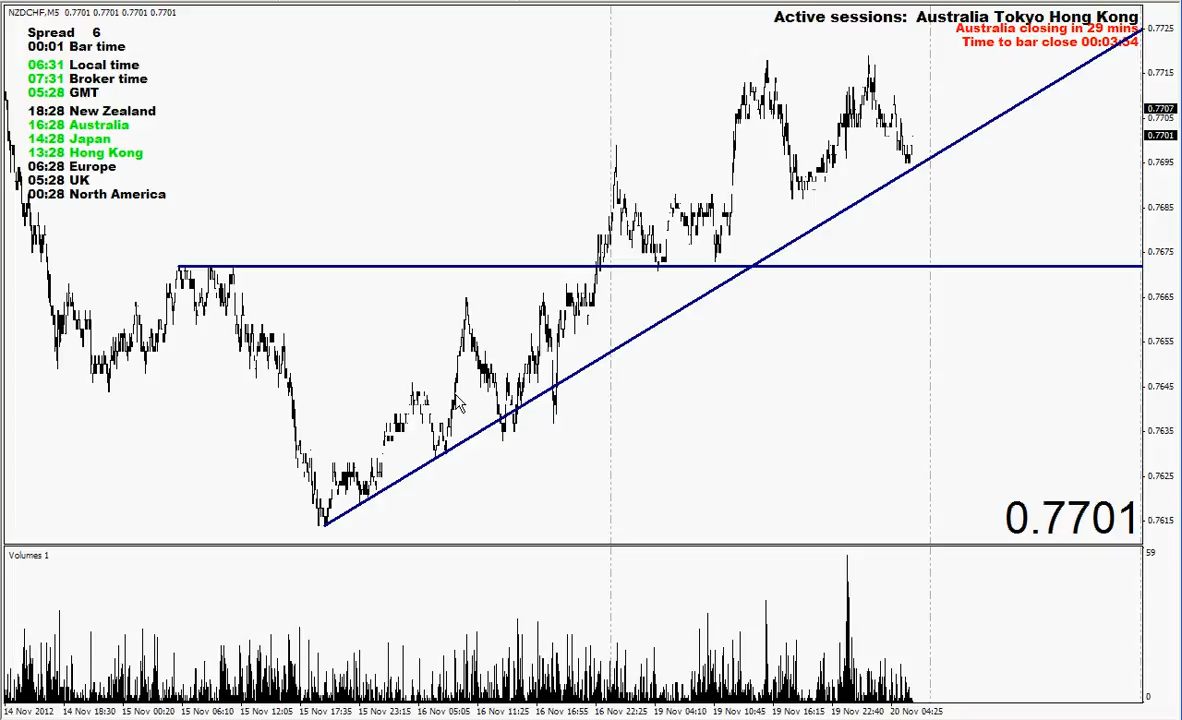 NZDCHF,M5 0.7701 0.7701 0.7701 0.7701
Active sessions: Australia Tokyo Hong Kong
Australia closing in 29 mins
Time to bar close 00:03:54
Spread 6
00:01 Bar time
06:31 Local time
07:31 Broker time
05:28 GMT
18:28 New Zealand
16:28 Australia
14:28 Japan
13:28 Hong Kong
06:28 Europe
05:28 UK
00:28 North America
0.7725
0.7715
0.7707
0.7705
0.7701
0.7695
0.7685
0.7675
0.7665
0.7655
0.7645
0.7635
0.7625
0.7615
0.7701
Volumes 1
59
0
14 Nov 2012 14 Nov 18:30 15 Nov 00:20 15 Nov 06:10 15 Nov 12:05 15 Nov 17:35 15 Nov 23:15 16 Nov 05:05 16 Nov 11:25 16 Nov 16:55 16 Nov 22:25 19 Nov 04:10 19 Nov 10:45 19 Nov 16:15 19 Nov 22:40 20 Nov 04:25